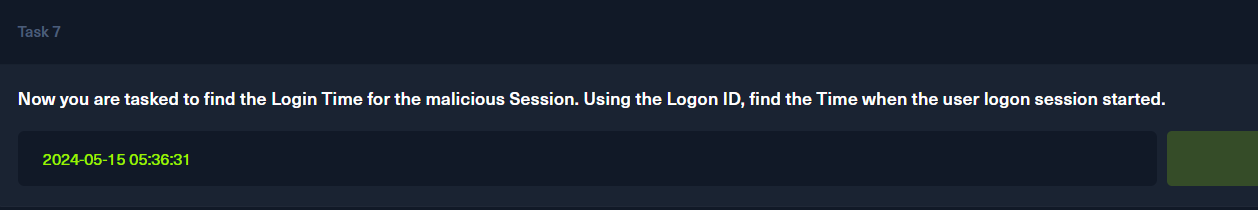 Task 7
Now you are tasked to find the Login Time for the malicious Session. Using the Logon ID, find the Time when the user logon session started.
2024-05-15 05:36:31